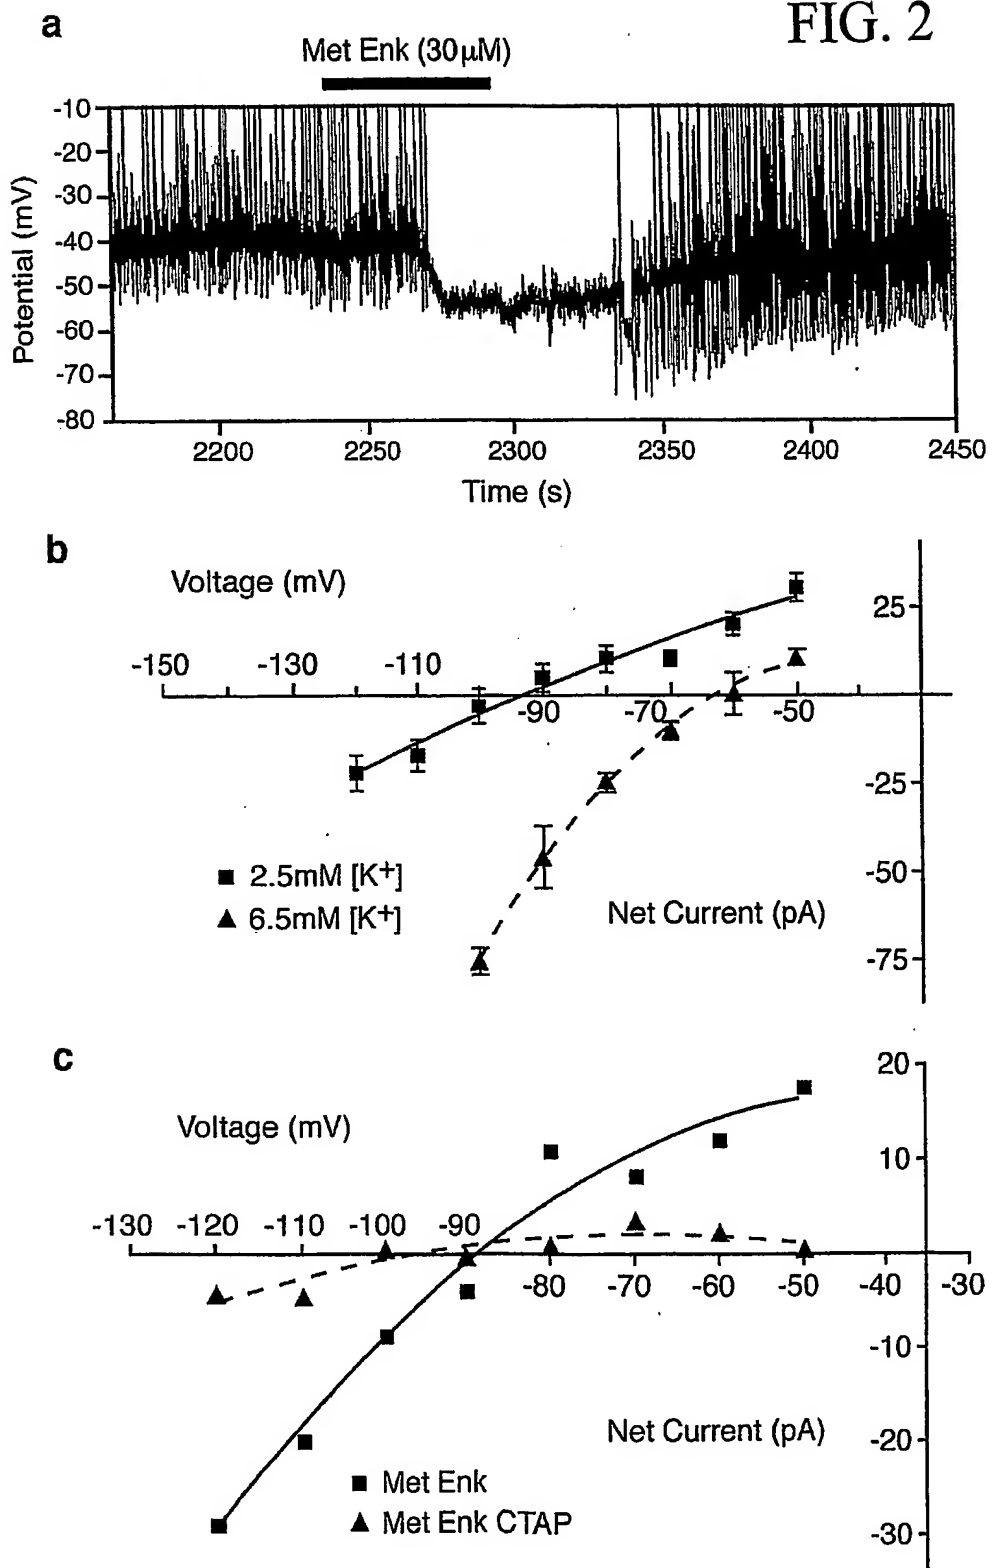 a
FIG. 2
Met Enk (30μM)
-10
-20
-30
-40
-50
-60
-70
-80
Potential (mV)
2200 2250 2300 2350 2400 2450
Time (s)
b
Voltage (mV)
25
-150 -130 -110
-90 -70 -50
-25
-50
-75
2.5mM [K+]
6.5mM [K+]
Net Current (pA)
c
20
Voltage (mV)
10
-130 -120 -110 -100 -90
-80 -70 -60 -50 -40 -30
-10
Net Current (pA)
-20
Met Enk
Met Enk CTAP
-30